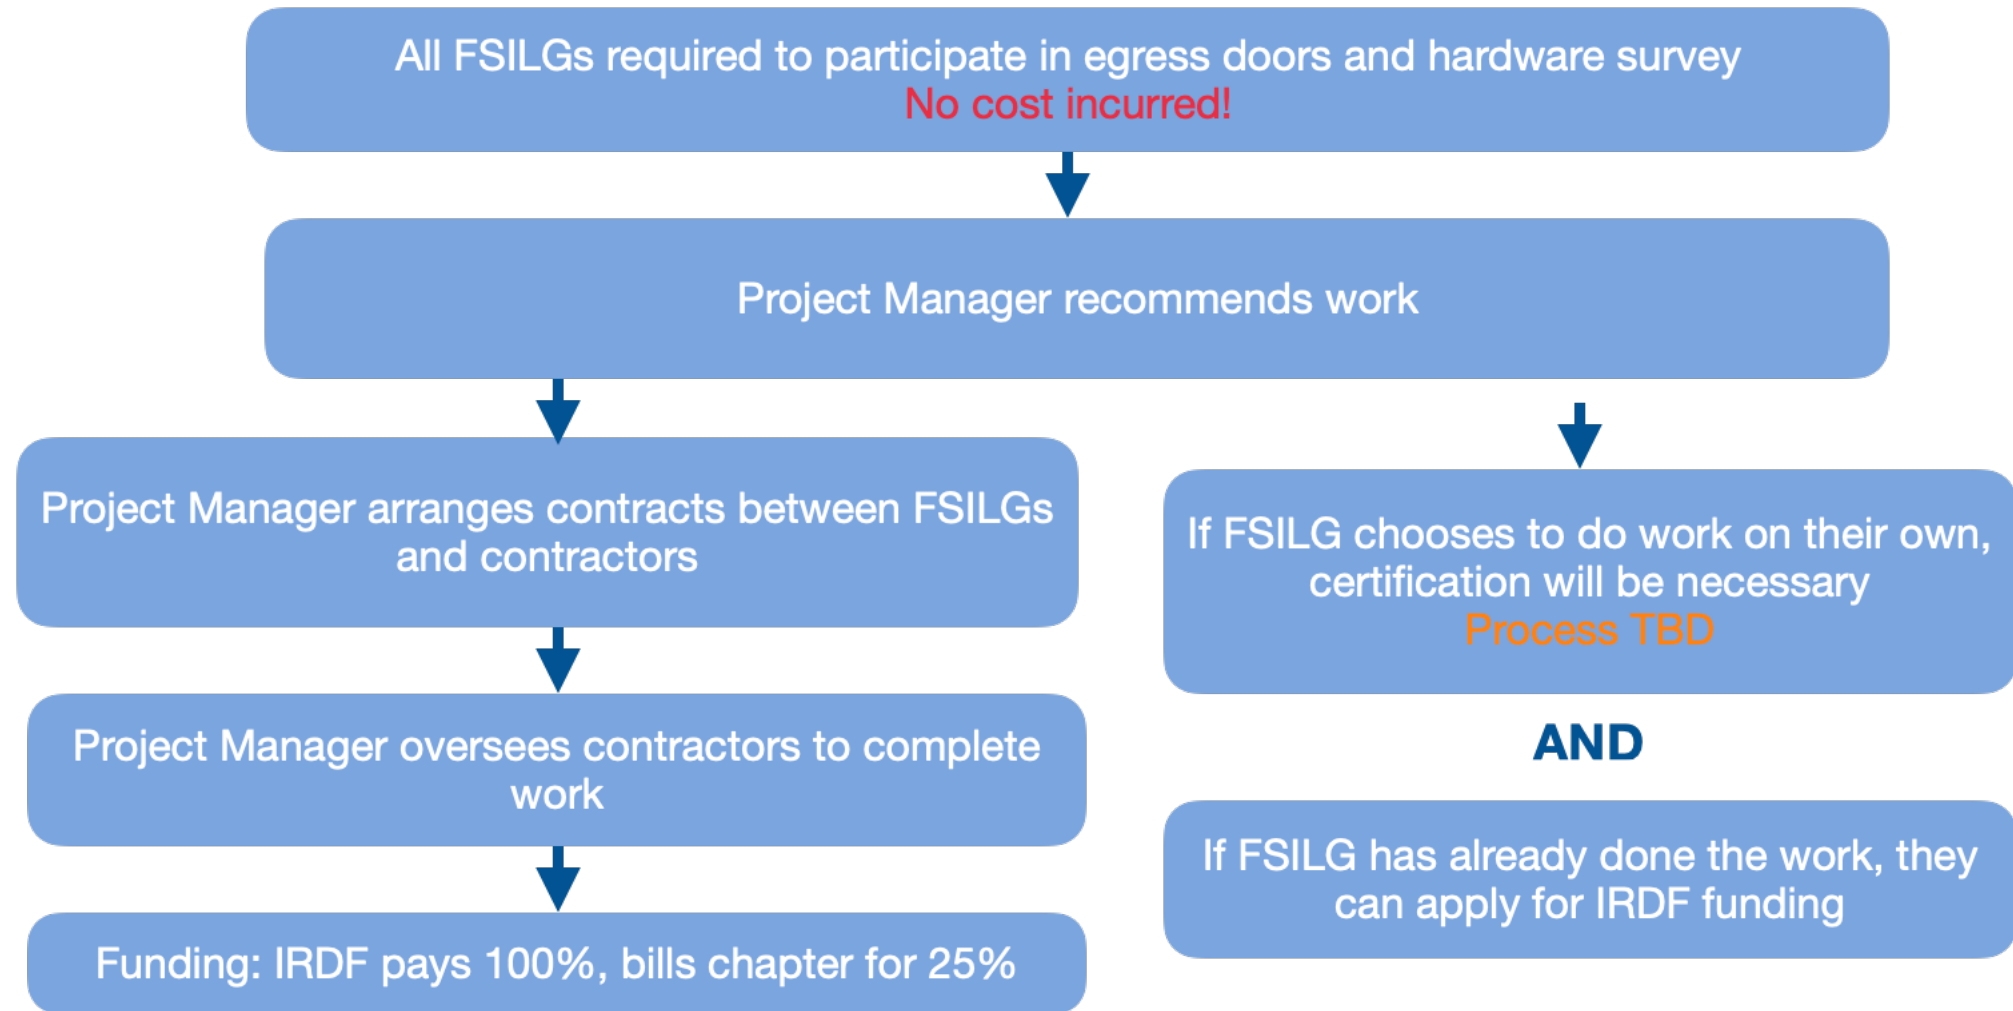 All FSILGs required to participate in egress doors and hardware survey
No cost incurred!
Project Manager recommends work
Project Manager arranges contracts between FSILGs
and contractors
Project Manager oversees contractors to complete
work
Funding: IRDF pays 100%, bills chapter for 25%
If FSILG chooses to do work on their own,
certification will be necessary
Process TBD
AND
If FSILG has already done the work, they
can apply for IRDF funding